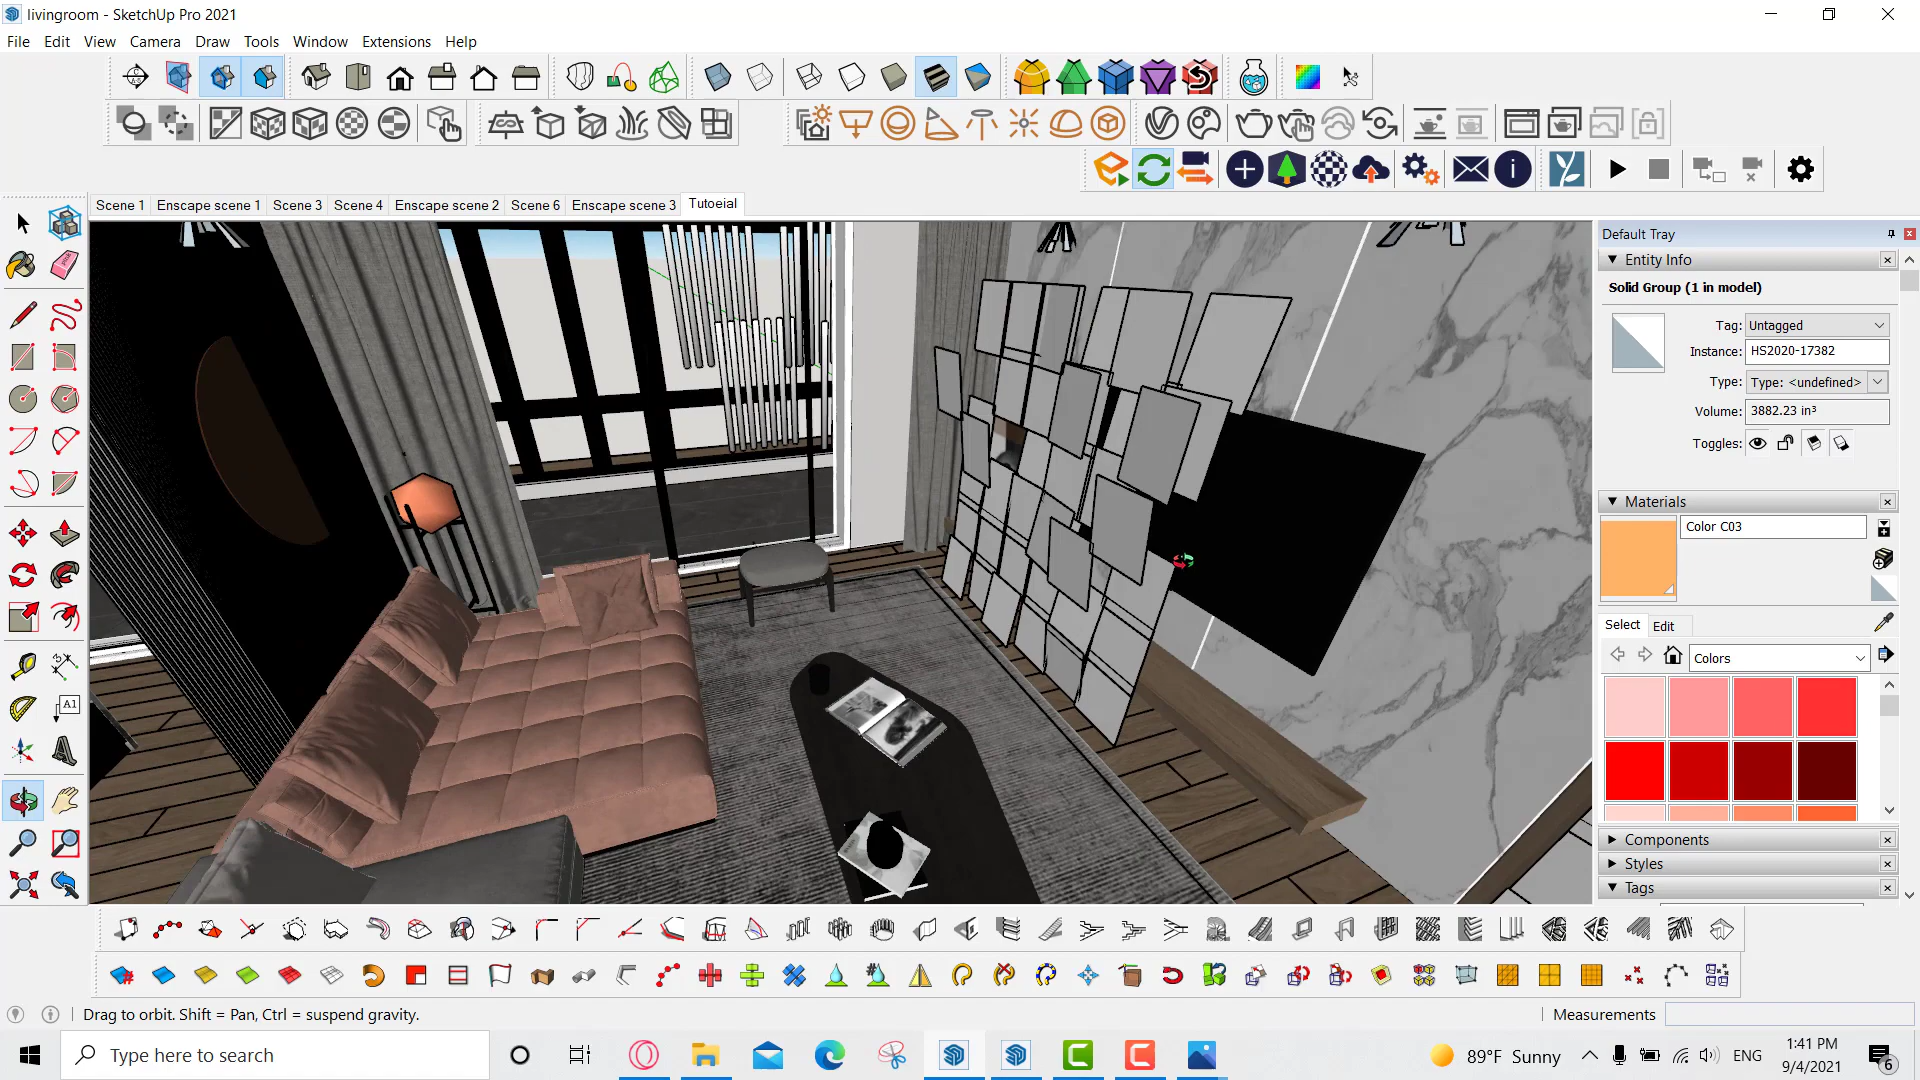 livingroom - SketchUp Pro 2021
File Edit View Camera Draw Tools Window Extensions Help
Scene 1 Enscape scene 1 Scene 3 Scene 4 Enscape scene 2 Scene 6 Enscape scene 3 Tutoeial
Default Tray
Entity Info
Solid Group (1 in model)
Tag: Untagged
Instance: HS2020-17382
Type: Type: <undefined>
Volume: 3882.23 in³
Toggles:
Materials
Color C03
Select Edit
Colors
Components
Styles
Tags
A1
Drag to orbit. Shift = Pan, Ctrl = suspend gravity.
Measurements
Type here to search
89°F Sunny
ENG
1:41 PM
9/4/2021
6